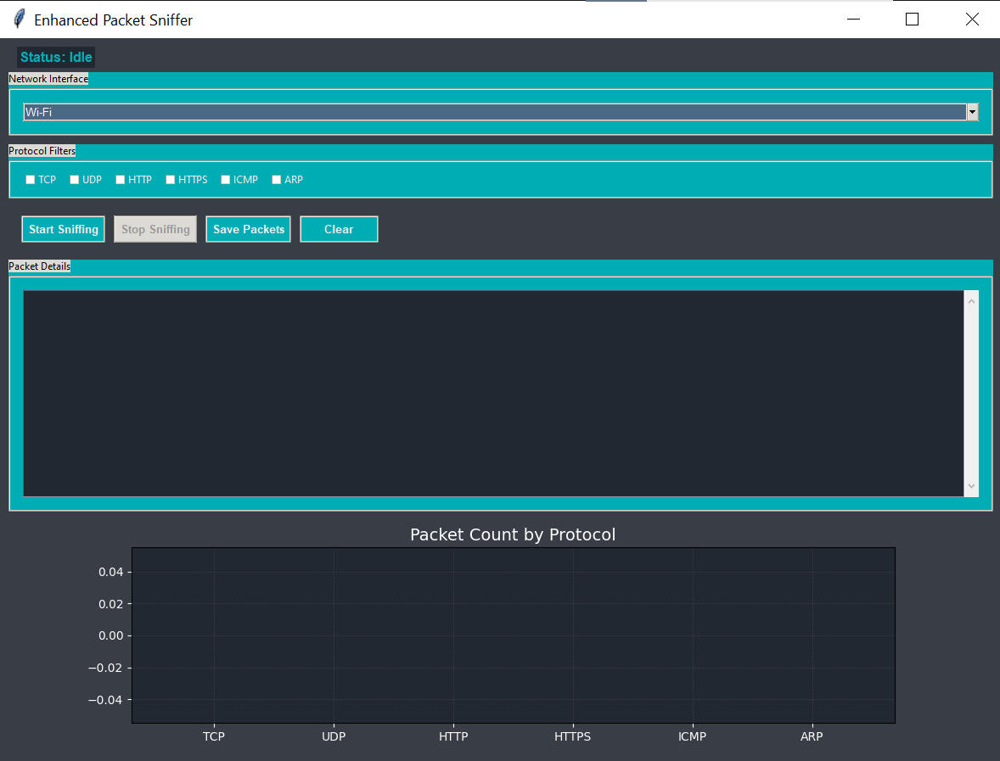 Enhanced Packet Sniffer
Status: Idle
Network Interface
Wi-Fi
Protocol Filters
TCP UDP HTTP HTTPS ICMP ARP
Start Sniffing Stop Sniffing Save Packets Clear
Packet Details
Packet Count by Protocol
0.04
0.02
0.00
−0.02
−0.04
TCP UDP HTTP HTTPS ICMP ARP